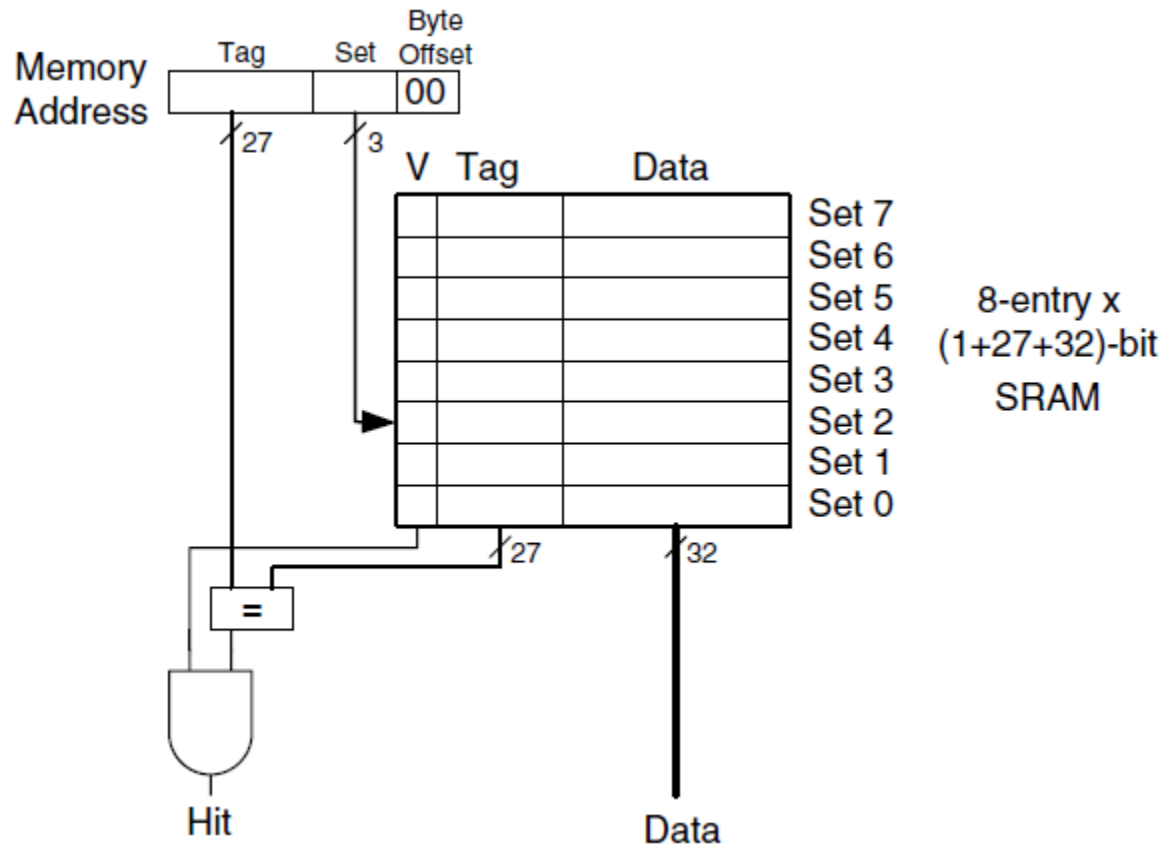 Byte
Tag Set Offset
Memory
Address
00
27
3
V Tag Data
Set 7
Set 6
Set 5
Set 4
Set 3
Set 2
Set 1
Set 0
8-entry x
(1+27+32)-bit
SRAM
27
32
=
Hit
Data